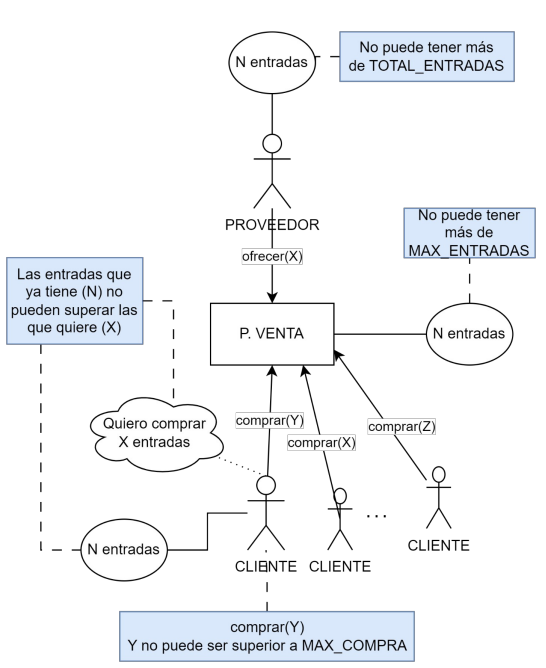 N entradas
No puede tener más
de TOTAL_ENTRADAS
PROVEEDOR
ofrecer(X)
No puede tener
más de
MAX_ENTRADAS
Las entradas que
ya tiene (N) no
pueden superar las
que quiere (X)
P. VENTA
N entradas
Quiero comprar
X entradas
comprar(Y)
comprar(X)
comprar(Z)
...
N entradas
CLIENTE
CLIENTE
CLIENTE
comprar(Y)
Y no puede ser superior a MAX_COMPRA